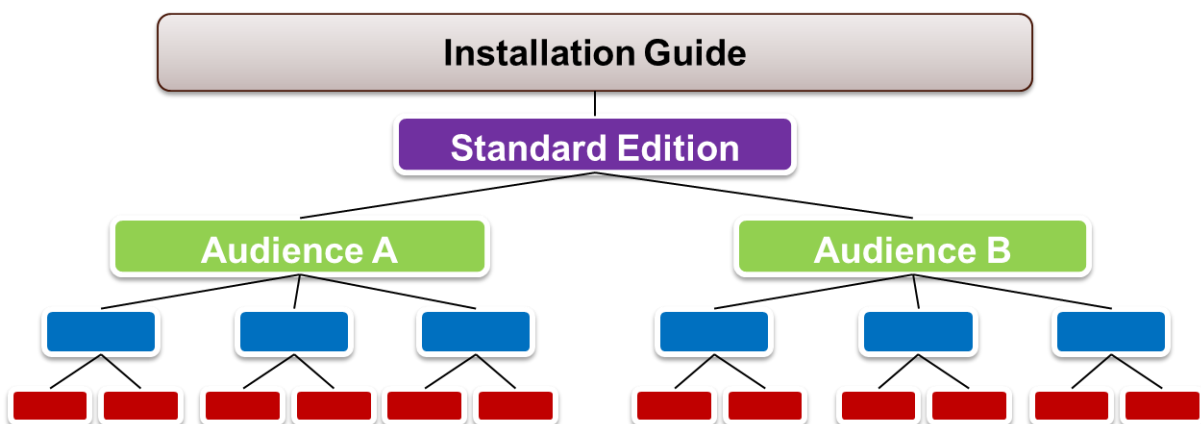 Installation Guide
Standard Edition
Audience A
Audience B